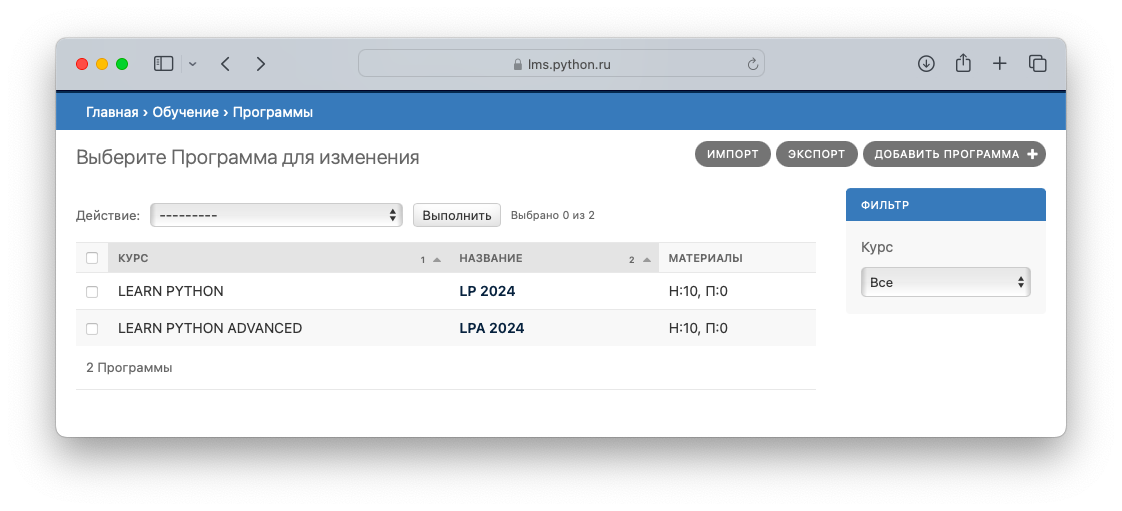 lms.python.ru
Главная › Обучение › Программы
Выберите Программа для изменения
ИМПОРТ
ЭКСПОРТ
ДОБАВИТЬ ПРОГРАММА +
ФИЛЬТР
Действие: --------- Выполнить Выбрано 0 из 2
Курс
Все
КУРС 1 НАЗВАНИЕ 2 МАТЕРИАЛЫ
LEARN PYTHON LP 2024 Н:10, П:0
LEARN PYTHON ADVANCED LPA 2024 Н:10, П:0
2 Программы